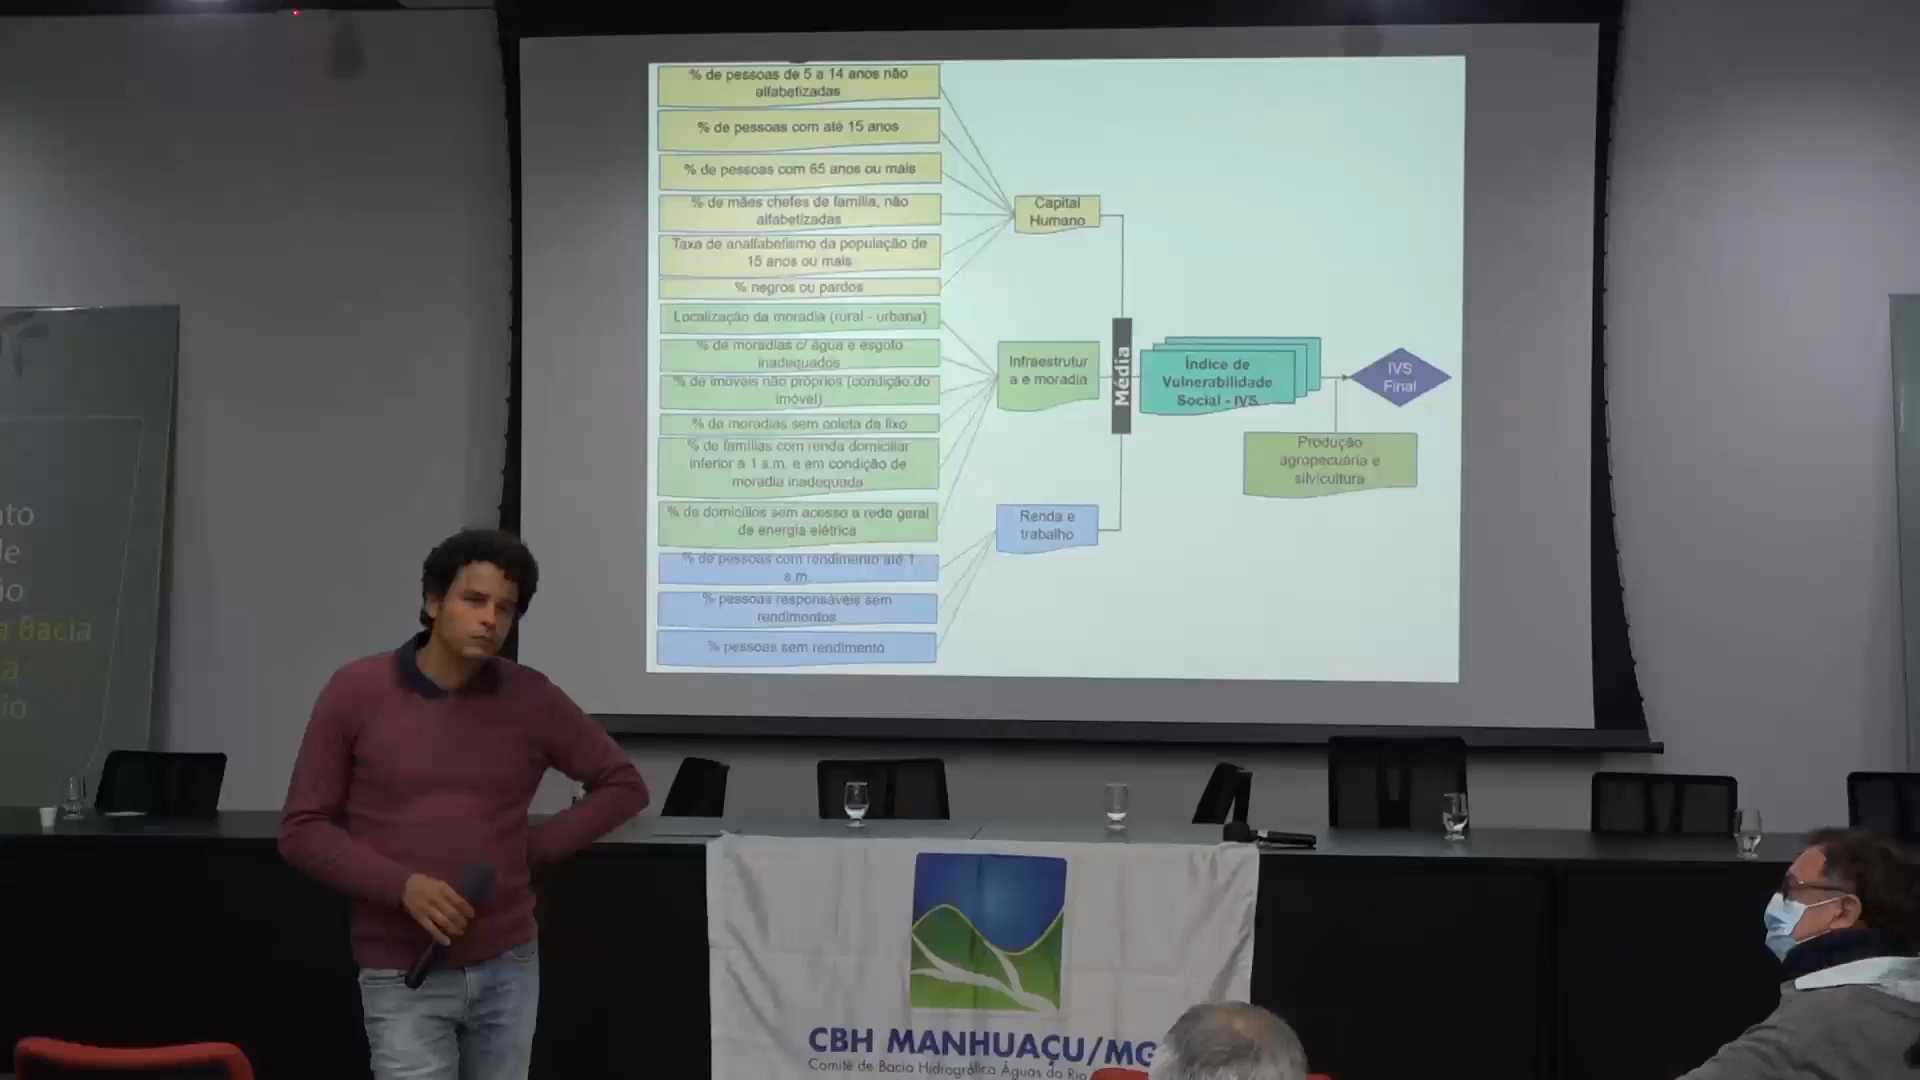 % de pessoas de 5 a 14 anos não
alfabetizadas
% de pessoas com até 15 anos
% de pessoas com 65 anos ou mais
% de mães chefes de família, não
alfabetizadas
Taxa de analfabetismo da população de
15 anos ou mais
% negros ou pardos
Localização da moradia (rural - urbana)
% de moradias c/ água e esgoto
inadequados
% de imóveis não próprios (condição do
imóvel)
% de moradias sem coleta de lixo
% de famílias com renda domiciliar
inferior a 1 s.m. e em condição de
moradia inadequada
% de domicílios sem acesso a rede geral
de energia elétrica
% de pessoas com rendimento até 1
s.m.
% pessoas responsáveis sem
rendimentos
% pessoas sem rendimento
Capital
Humano
Infraestrutur
a e moradia
Renda e
trabalho
Média
Índice de
Vulnerabilidade
Social - IVS
IVS
Final
Produção
agropecuária e
silvicultura
nto
de
ão
a Bacia
a
io
CBH MANHUAÇU/MG
Comitê de Bacia Hidrográfica Águas do Rio